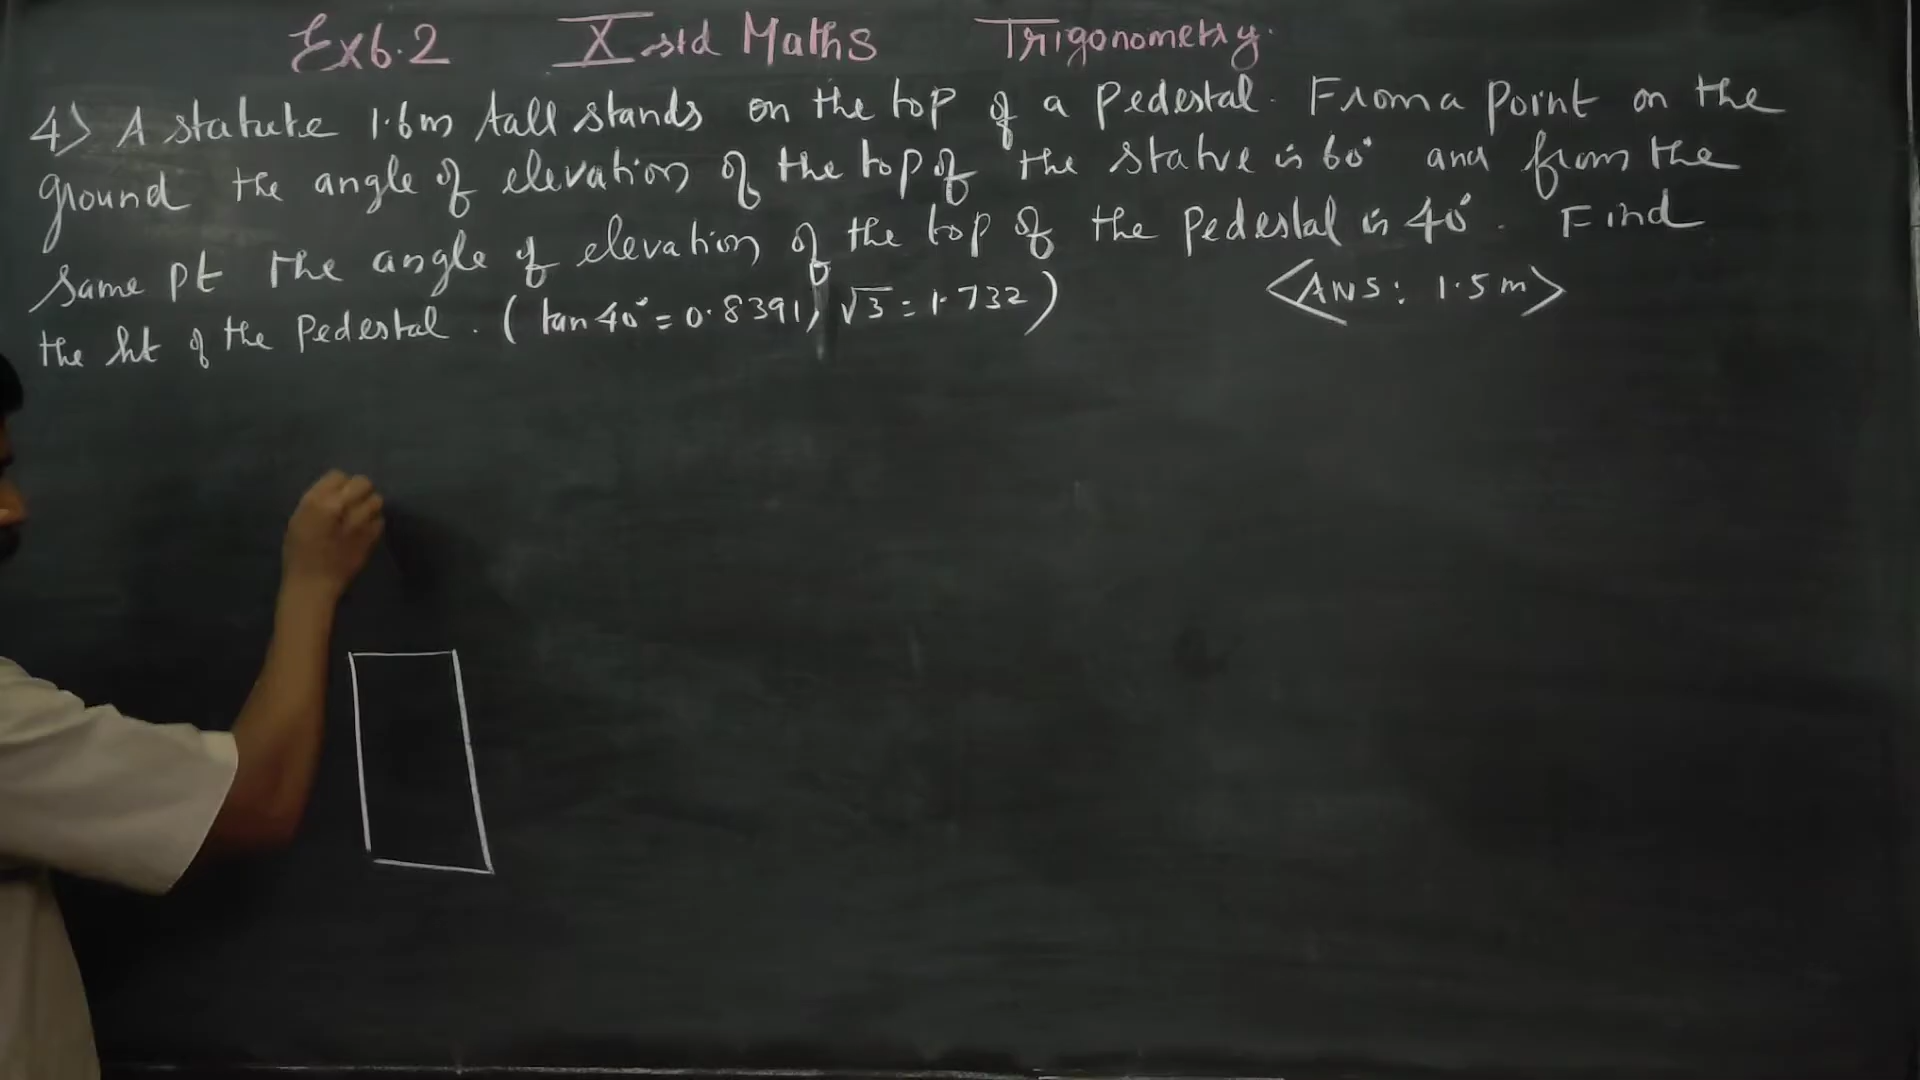 Ex 6.2 X std Maths Trigonometry.
4) A statute 1.6m tall stands on the top of a Pedestal. From a point on the
ground the angle of elevation of the top of the statue is 60° and from the
same pt the angle of elevation of the top of the Pedestal is 40°. Find
the ht of the Pedestal. (tan 40° = 0.8391, √3 = 1.732) <ANS: 1.5 m>